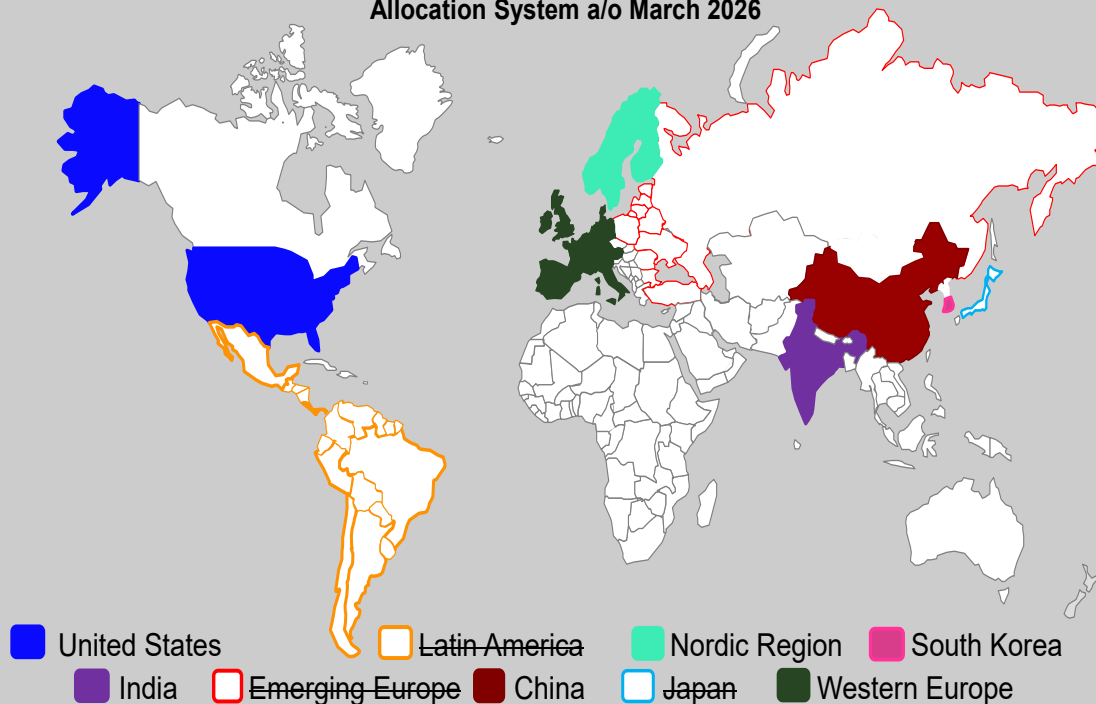 Allocation System a/o March 2026
United States Latin America Nordic Region South Korea
India Emerging Europe China Japan Western Europe